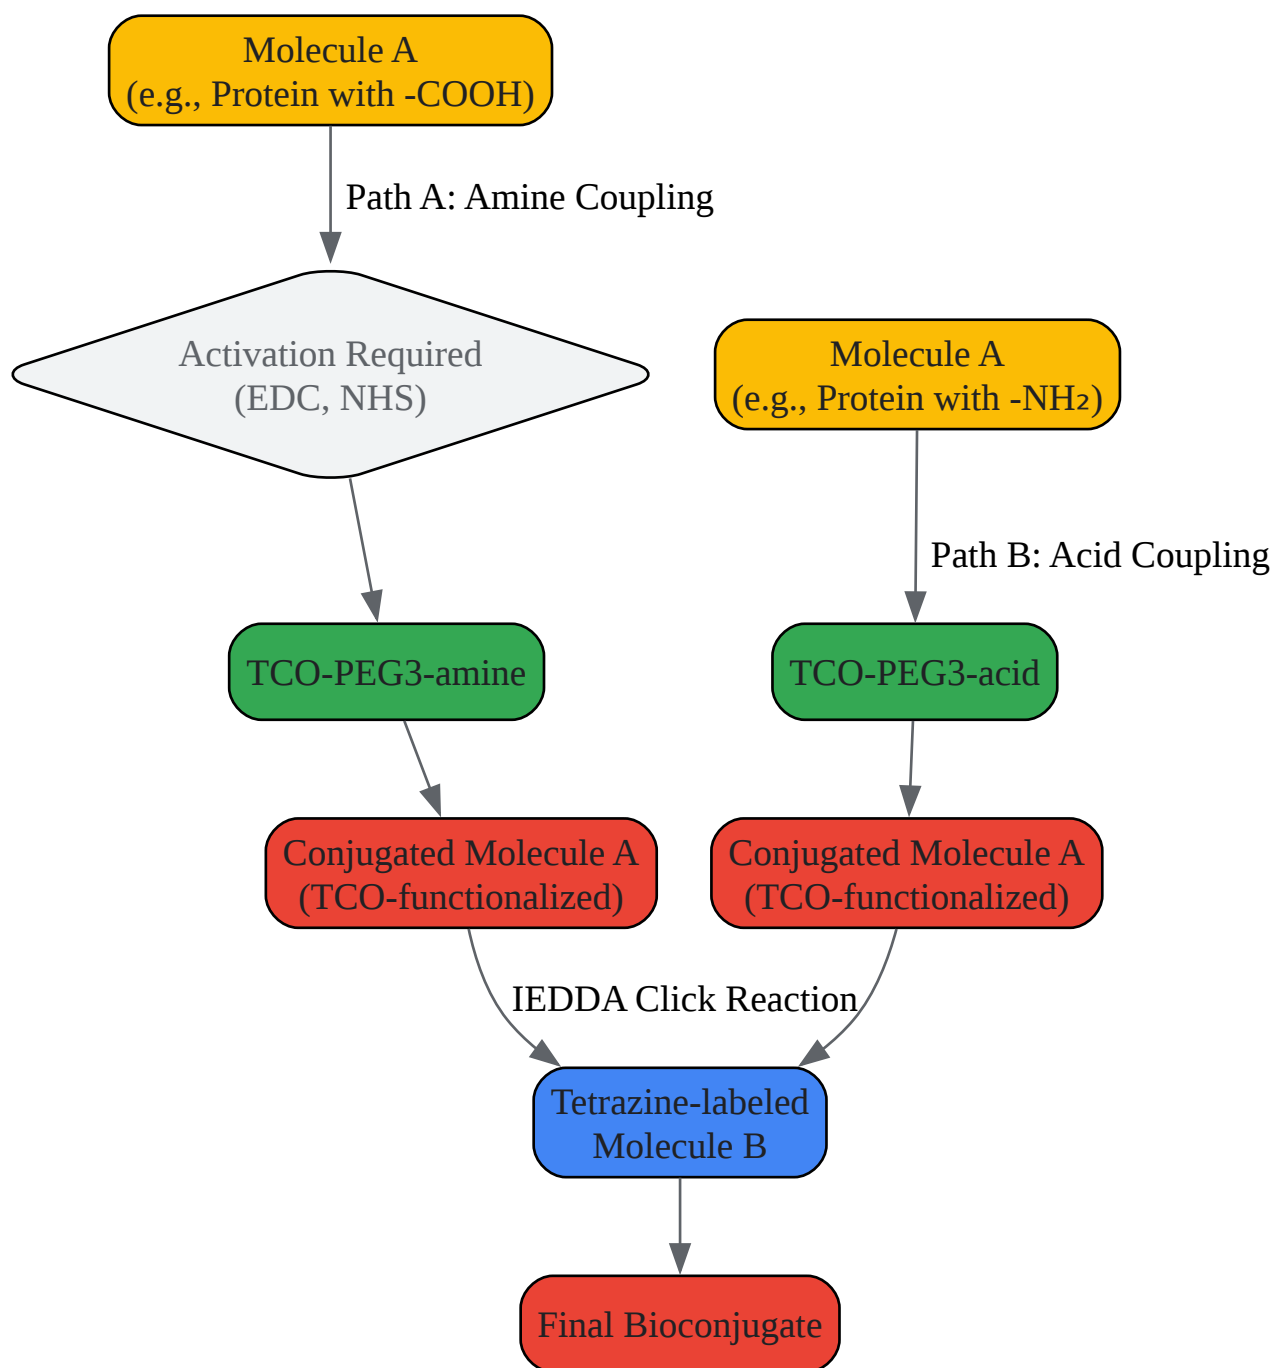 Molecule A
(e.g., Protein with -COOH)
Path A: Amine Coupling
Activation Required
(EDC, NHS)
Molecule A
(e.g., Protein with -NH₂)
Path B: Acid Coupling
TCO-PEG3-amine
TCO-PEG3-acid
Conjugated Molecule A
(TCO-functionalized)
Conjugated Molecule A
(TCO-functionalized)
IEDDA Click Reaction
Tetrazine-labeled
Molecule B
Final Bioconjugate